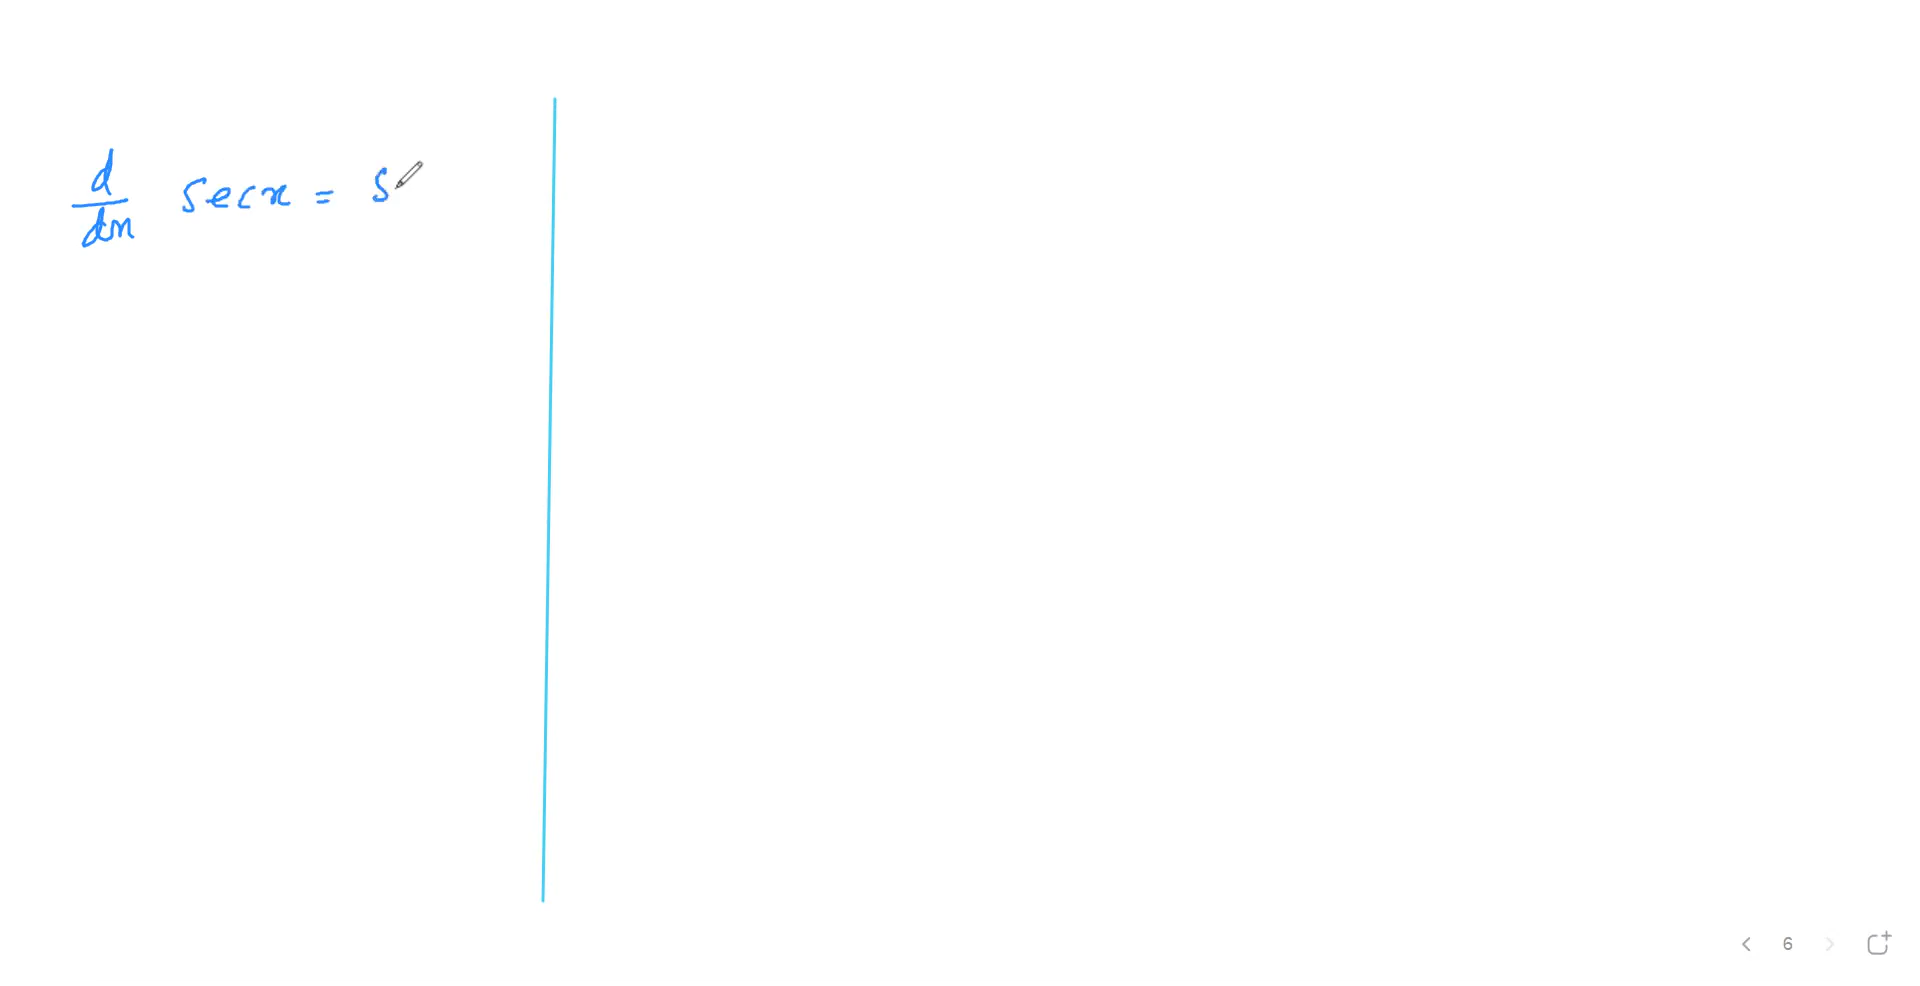 d/dx secx = s
6